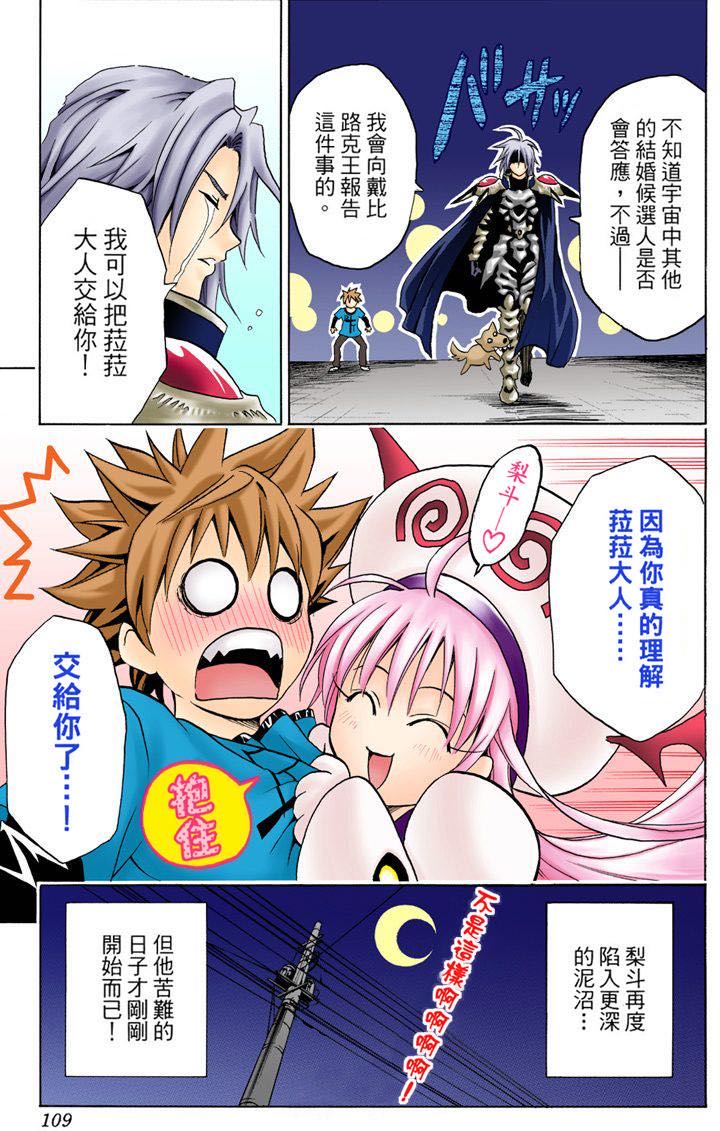 不知道宇宙中其他
的結婚候選人是否
會答應，不過——
バサッ
我會向戴比
路克王報告
這件事的。
我可以把菈菈
大人交給你！
因為你真的理解
菈菈大人……
梨斗—♡
抱住
交給你了…！
梨斗再度
陷入更深
的泥沼…
不是這樣啊啊啊啊！
但他苦難的
日子才剛剛
開始而已！
109